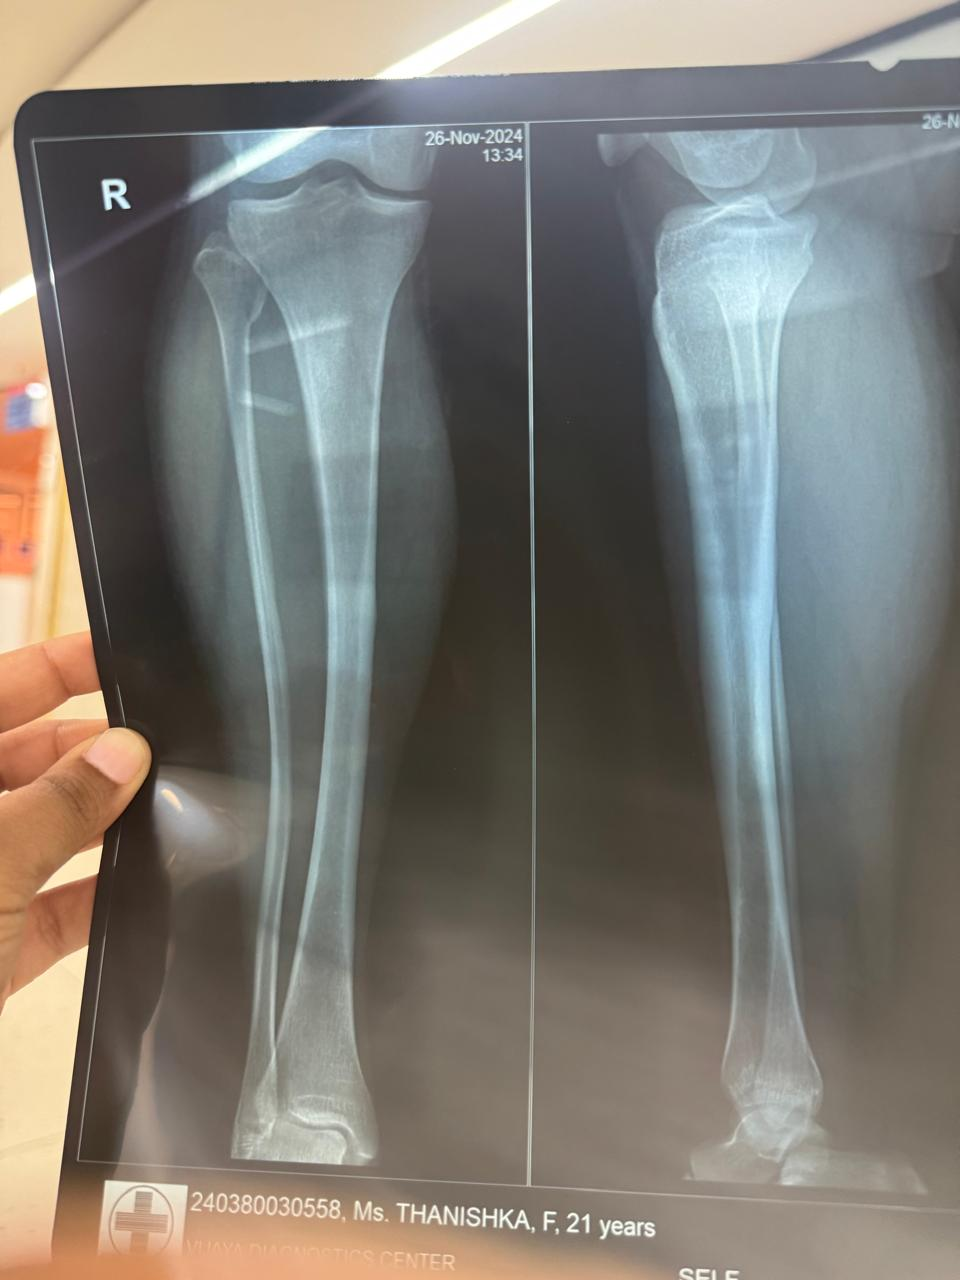 26-Nov-2024
13:34
R
26-N
240380030558, Ms. THANISHKA, F, 21 years
VIJAYA DIAGNOSTICS CENTER
SELF